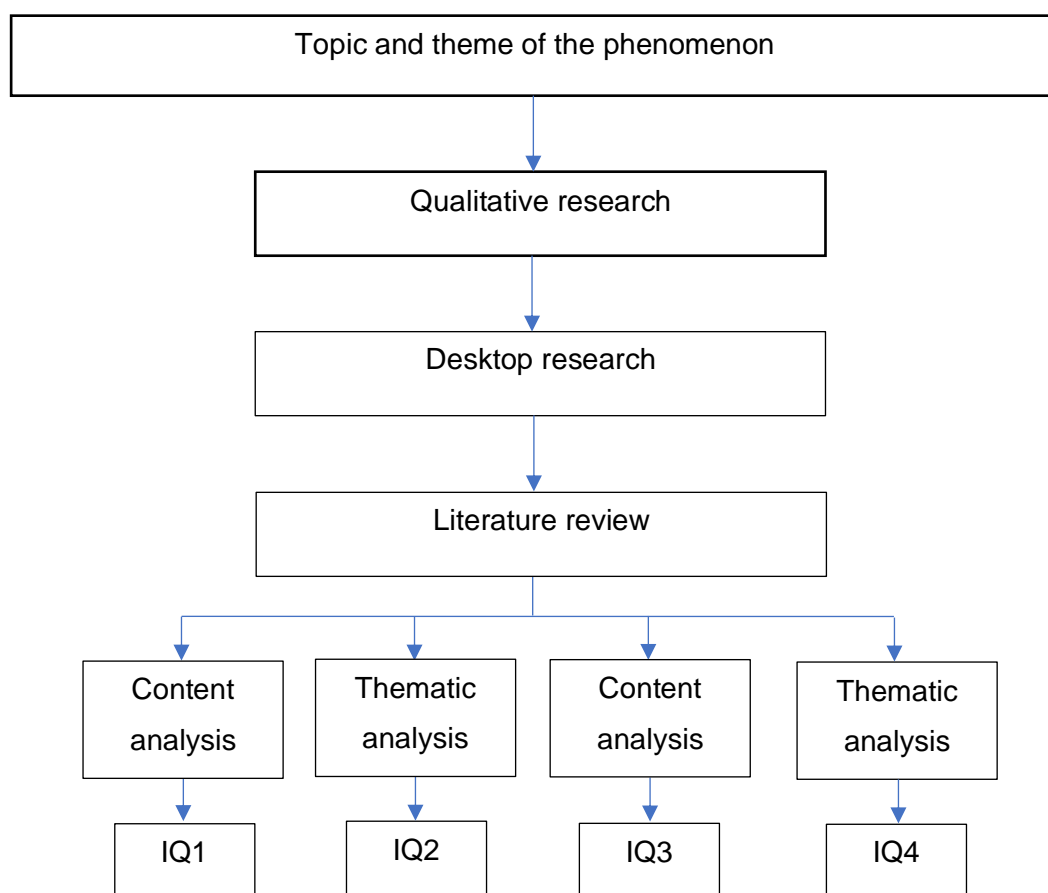 Topic and theme of the phenomenon
Qualitative research
Desktop research
Literature review
Content
analysis
Thematic
analysis
Content
analysis
Thematic
analysis
IQ1
IQ2
IQ3
IQ4